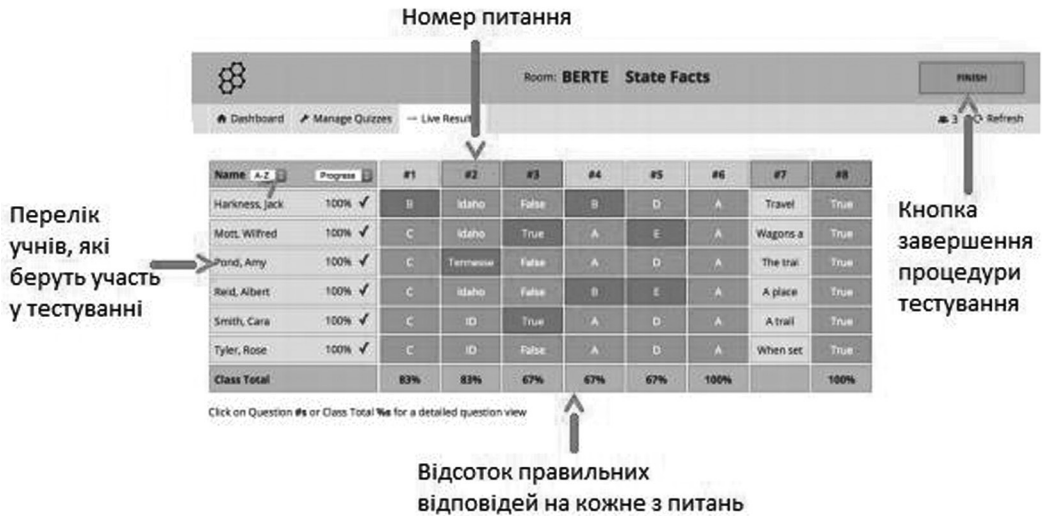 Номер питання
Room: BERTE State Facts
FINISH
Dashboard Manage Quizzes Live Results
3 Refresh
Name A-Z Progress #1 #2 #3 #4 #5 #6 #7 #8
Harkness, Jack 100% ✓ B Idaho False B D A Travel True
Mott, Wilfred 100% ✓ C Idaho True A E A Wagons a True
Pond, Amy 100% ✓ C Tennesse False A D A The trai True
Reid, Albert 100% ✓ C Idaho False B E A A place True
Smith, Cara 100% ✓ C ID True A D A A trail True
Tyler, Rose 100% ✓ C ID False A D A When set True
Class Total 83% 83% 67% 67% 67% 100% 100%
Click on Question #s or Class Total %s for a detailed question view
Перелік
учнів, які
беруть участь
у тестуванні
Кнопка
завершення
процедури
тестування
Відсоток правильних
відповідей на кожне з питань